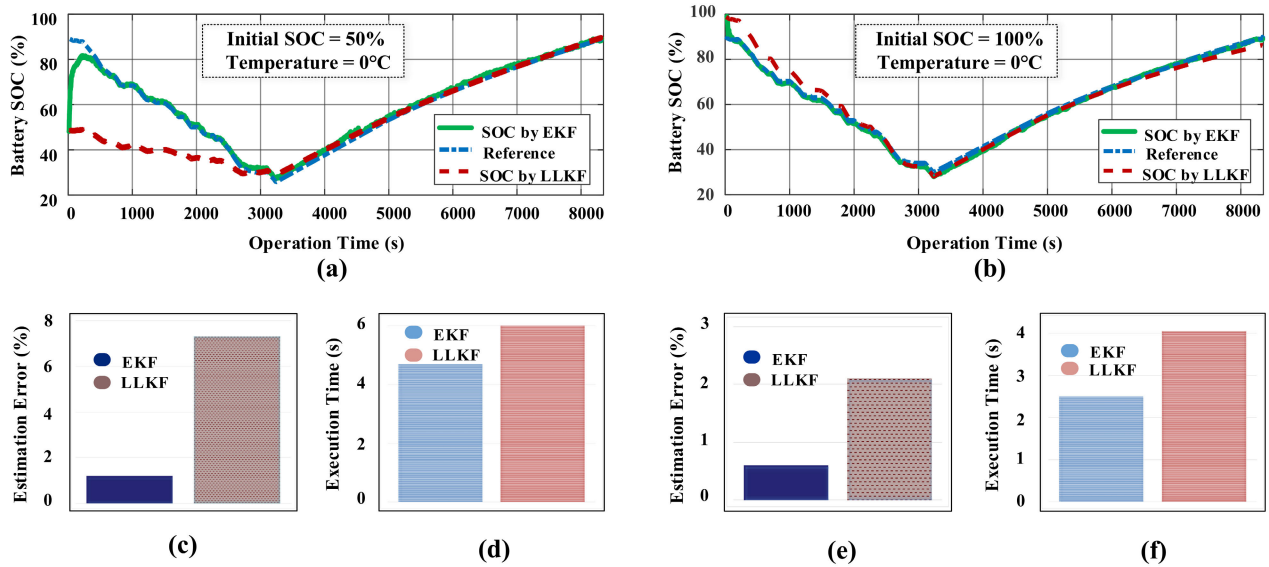 Battery SOC (%)
100
80
60
40
20
Initial SOC = 50%
Temperature = 0°C
SOC by EKF
Reference
SOC by LLKF
0
1000
2000
3000
4000
5000
6000
7000
8000
Operation Time (s)
(a)
Battery SOC (%)
100
80
60
40
20
Initial SOC = 100%
Temperature = 0°C
SOC by EKF
Reference
SOC by LLKF
0
1000
2000
3000
4000
5000
6000
7000
8000
Operation Time (s)
(b)
Estimation Error (%)
8
6
4
2
0
EKF
LLKF
(c)
Execution Time (s)
6
4
2
0
EKF
LLKF
(d)
Estimation Error (%)
3
2
1
0
EKF
LLKF
(e)
Execution Time (s)
4
3
2
1
0
EKF
LLKF
(f)